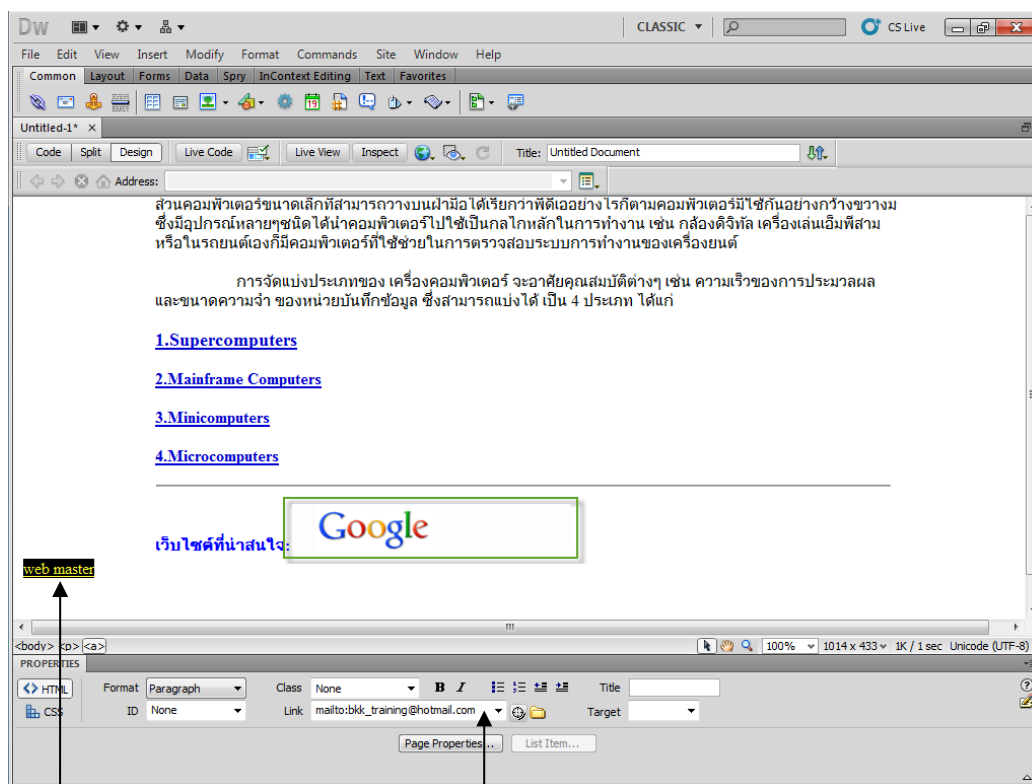 Dw CLASSIC CS Live
File Edit View Insert Modify Format Commands Site Window Help
Common Layout Forms Data Spry InContext Editing Text Favorites
19
Untitled-1*
Code Split Design Live Code Live View Inspect Title: Untitled Document
Address:
ส่วนคอมพิวเตอร์ขนาดเล็กที่สามารถวางบนฝ่ามือได้เรียกว่าพีดีเออย่างไรก็ตามคอมพิวเตอร์มีใช้กันอย่างกว้างขวางม
ซึ่งมีอุปกรณ์หลายๆชนิดได้นำคอมพิวเตอร์ไปใช้เป็นกลไกหลักในการทำงาน เช่น กล้องดิจิทัล เครื่องเล่นเอ็มพีสาม
หรือในรถยนต์เองก็มีคอมพิวเตอร์ที่ใช้ช่วยในการตรวจสอบระบบการทำงานของเครื่องยนต์
การจัดแบ่งประเภทของ เครื่องคอมพิวเตอร์ จะอาศัยคุณสมบัติต่างๆ เช่น ความเร็วของการประมวลผล
และขนาดความจำ ของหน่วยบันทึกข้อมูล ซึ่งสามารถแบ่งได้ เป็น 4 ประเภท ได้แก่
1.Supercomputers
2.Mainframe Computers
3.Minicomputers
4.Microcomputers
Google
เว็บไซต์ที่น่าสนใจ:
web master
<body> <p> <a> 100% 1014 x 433 1K / 1 sec Unicode (UTF-8)
PROPERTIES
<> HTML Format Paragraph Class None B I Title
CSS ID None Link mailto:bkk_training@hotmail.com Target
Page Properties... List Item...